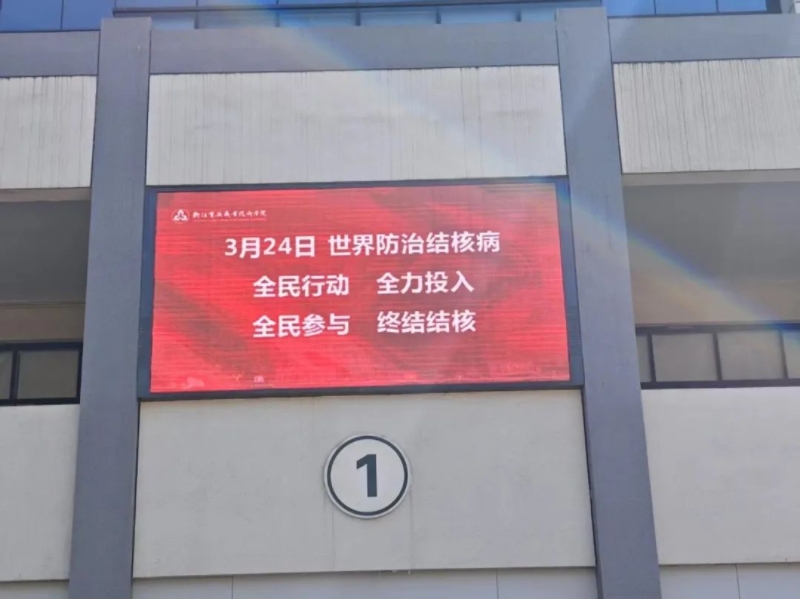 3月24日 世界防治结核病
全民行动 全力投入
全民参与 终结结核
1